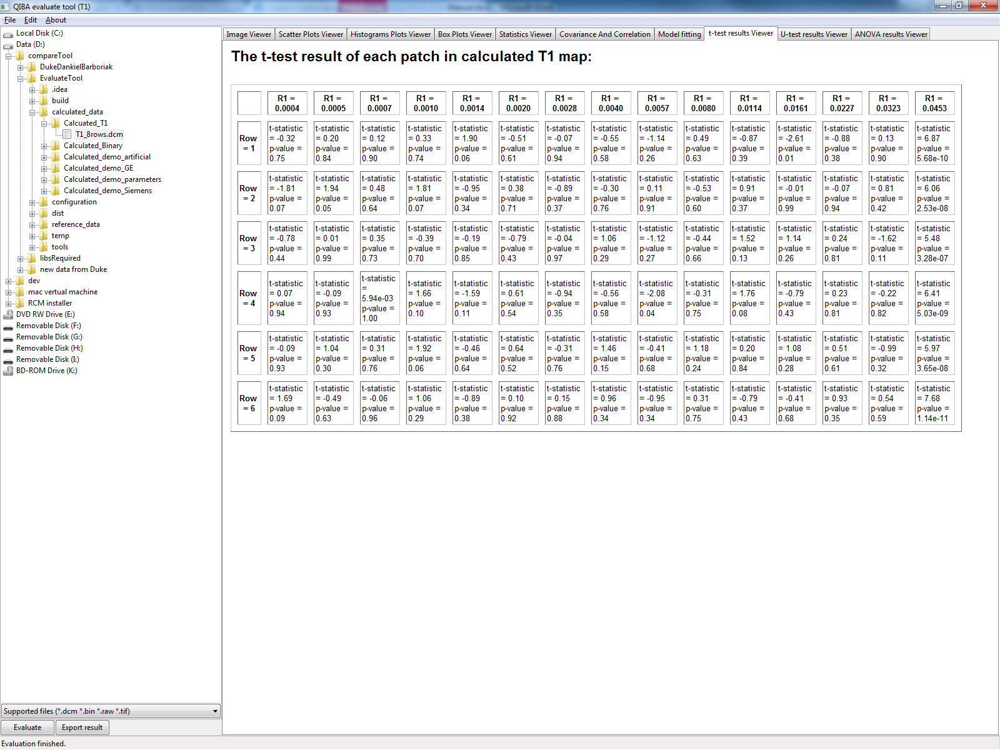 QIBA evaluate tool (T1)
File Edit About
Local Disk (C:)
Data (D:)
compareTool
DukeDankielBarboriak
EvaluateTool
.idea
build
calculated_data
Calcuated_T1
T1_8rows.dcm
Calculated_Binary
Calculated_demo_artificial
Calculated_demo_GE
Calculated_demo_parameters
Calculated_demo_Siemens
configuration
dist
reference_data
temp
tools
libsRequired
new data from Duke
dev
mac vertual machine
RCM installer
DVD RW Drive (E:)
Removable Disk (F:)
Removable Disk (G:)
Removable Disk (H:)
Removable Disk (I:)
BD-ROM Drive (K:)
Supported files (*.dcm *.bin *.raw *.tif)
Evaluate Export result
Evaluation finished.
Image Viewer Scatter Plots Viewer Histograms Plots Viewer Box Plots Viewer Statistics Viewer Covariance And Correlation Model fitting t-test results Viewer U-test results Viewer ANOVA results Viewer
The t-test result of each patch in calculated T1 map:
R1 = R1 = R1 = R1 = R1 = R1 = R1 = R1 = R1 = R1 = R1 = R1 = R1 = R1 = R1 =
0.0004 0.0005 0.0007 0.0010 0.0014 0.0020 0.0028 0.0040 0.0057 0.0080 0.0114 0.0161 0.0227 0.0323 0.0453
t-statistic t-statistic t-statistic t-statistic t-statistic t-statistic t-statistic t-statistic t-statistic t-statistic t-statistic t-statistic t-statistic t-statistic t-statistic
Row = -0.32 = 0.20 = 0.12 = 0.33 = 1.90 = -0.51 = -0.07 = -0.55 = -1.14 = 0.49 = -0.87 = -2.61 = -0.88 = 0.13 = 6.87
= 1 p-value = p-value = p-value = p-value = p-value = p-value = p-value = p-value = p-value = p-value = p-value = p-value = p-value = p-value = p-value =
0.75 0.84 0.90 0.74 0.06 0.61 0.94 0.58 0.26 0.63 0.39 0.01 0.38 0.90 5.68e-10
t-statistic t-statistic t-statistic t-statistic t-statistic t-statistic t-statistic t-statistic t-statistic t-statistic t-statistic t-statistic t-statistic t-statistic t-statistic
Row = -1.81 = 1.94 = 0.48 = 1.81 = -0.95 = 0.38 = -0.89 = -0.30 = 0.11 = -0.53 = 0.91 = -0.01 = -0.07 = 0.81 = 6.06
= 2 p-value = p-value = p-value = p-value = p-value = p-value = p-value = p-value = p-value = p-value = p-value = p-value = p-value = p-value = p-value =
0.07 0.05 0.64 0.07 0.34 0.71 0.37 0.76 0.91 0.60 0.37 0.99 0.94 0.42 2.53e-08
t-statistic t-statistic t-statistic t-statistic t-statistic t-statistic t-statistic t-statistic t-statistic t-statistic t-statistic t-statistic t-statistic t-statistic t-statistic
Row = -0.78 = 0.01 = 0.35 = -0.39 = -0.19 = -0.79 = -0.04 = 1.06 = -1.12 = -0.44 = 1.52 = 1.14 = 0.24 = -1.62 = 5.48
= 3 p-value = p-value = p-value = p-value = p-value = p-value = p-value = p-value = p-value = p-value = p-value = p-value = p-value = p-value = p-value =
0.44 0.99 0.73 0.70 0.85 0.43 0.97 0.29 0.27 0.66 0.13 0.26 0.81 0.11 3.28e-07
t-statistic t-statistic t-statistic = t-statistic t-statistic t-statistic t-statistic t-statistic t-statistic t-statistic t-statistic t-statistic t-statistic t-statistic t-statistic
Row = 0.07 = -0.09 5.94e-03 = 1.66 = -1.59 = 0.61 = -0.94 = -0.56 = -2.08 = -0.31 = 1.76 = -0.79 = 0.23 = -0.22 = 6.41
= 4 p-value = p-value = p-value = p-value = p-value = p-value = p-value = p-value = p-value = p-value = p-value = p-value = p-value = p-value = p-value =
0.94 0.93 1.00 0.10 0.11 0.54 0.35 0.58 0.04 0.75 0.08 0.43 0.81 0.82 5.03e-09
t-statistic t-statistic t-statistic t-statistic t-statistic t-statistic t-statistic t-statistic t-statistic t-statistic t-statistic t-statistic t-statistic t-statistic t-statistic
Row = -0.09 = 1.04 = 0.31 = 1.92 = -0.46 = 0.64 = -0.31 = 1.46 = -0.41 = 1.18 = 0.20 = 1.08 = 0.51 = -0.99 = 5.97
= 5 p-value = p-value = p-value = p-value = p-value = p-value = p-value = p-value = p-value = p-value = p-value = p-value = p-value = p-value = p-value =
0.93 0.30 0.76 0.06 0.64 0.52 0.76 0.15 0.68 0.24 0.84 0.28 0.61 0.32 3.65e-08
t-statistic t-statistic t-statistic t-statistic t-statistic t-statistic t-statistic t-statistic t-statistic t-statistic t-statistic t-statistic t-statistic t-statistic t-statistic
Row = 1.69 = -0.49 = -0.06 = 1.06 = -0.89 = 0.10 = 0.15 = 0.96 = -0.95 = 0.31 = -0.79 = -0.41 = 0.93 = 0.54 = 7.68
= 6 p-value = p-value = p-value = p-value = p-value = p-value = p-value = p-value = p-value = p-value = p-value = p-value = p-value = p-value = p-value =
0.09 0.63 0.96 0.29 0.38 0.92 0.88 0.34 0.34 0.75 0.43 0.68 0.35 0.59 1.14e-11